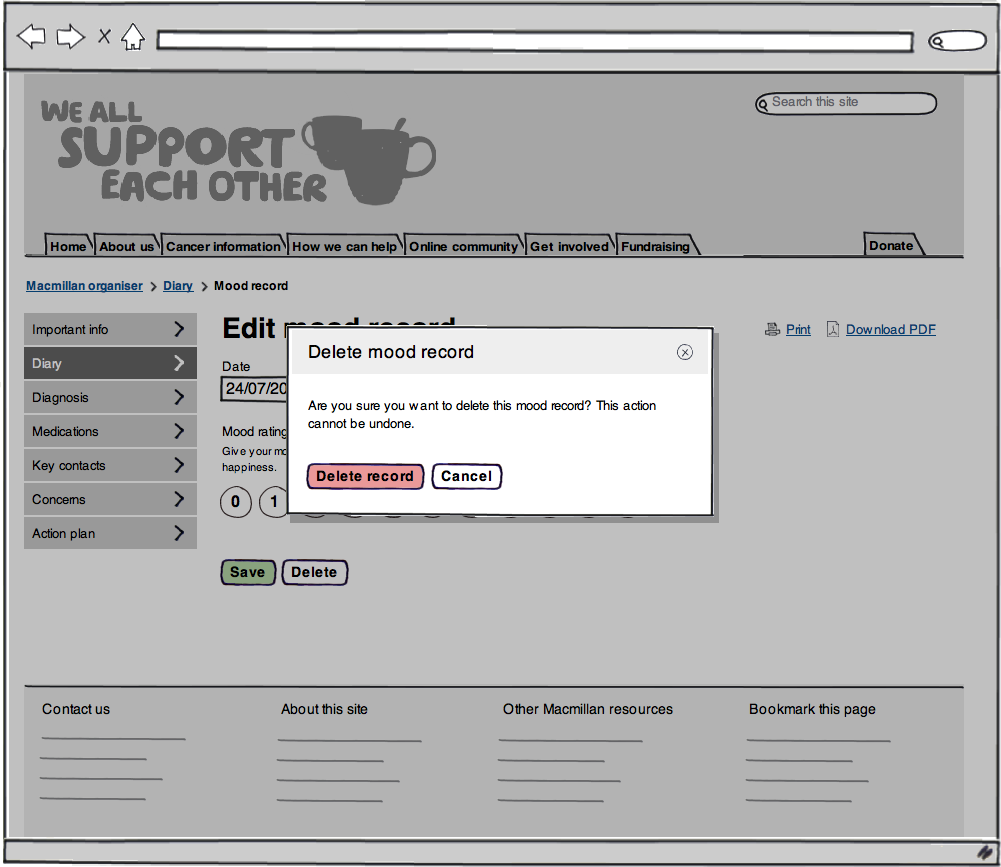 WE ALL
SUPPORT
EACH OTHER
Search this site
Home
About us
Cancer information
How we can help
Online community
Get involved
Fundraising
Donate
Macmillan organiser > Diary > Mood record
Important info
Diary
Diagnosis
Medications
Key contacts
Concerns
Action plan
Edit mood record
Print
Download PDF
Date
24/07/20
Mood rating
Give your
happiness.
0
1
Delete mood record
Are you sure you want to delete this mood record? This action
cannot be undone.
Delete record
Cancel
Save
Delete
Contact us
About this site
Other Macmillan resources
Bookmark this page